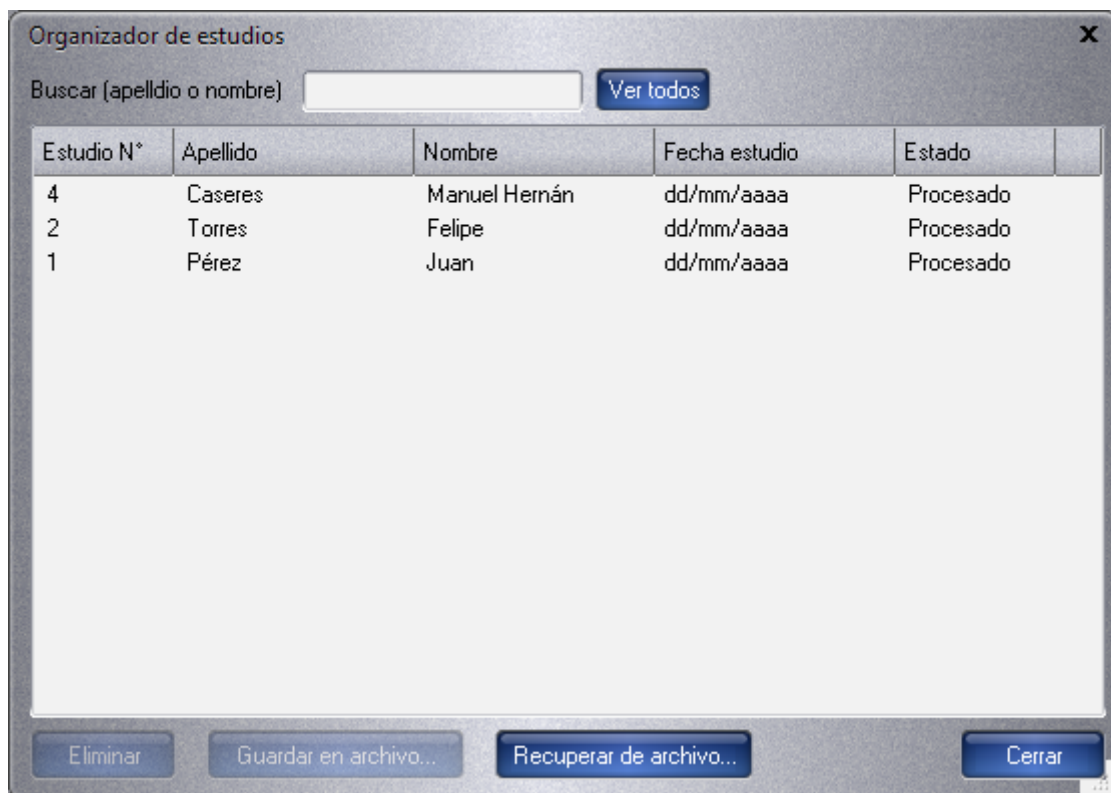 Organizador de estudios x
Buscar (apelldio o nombre) Ver todos
Estudio N° Apellido Nombre Fecha estudio Estado
4 Caseres Manuel Hernán dd/mm/aaaa Procesado
2 Torres Felipe dd/mm/aaaa Procesado
1 Pérez Juan dd/mm/aaaa Procesado
Eliminar Guardar en archivo... Recuperar de archivo... Cerrar